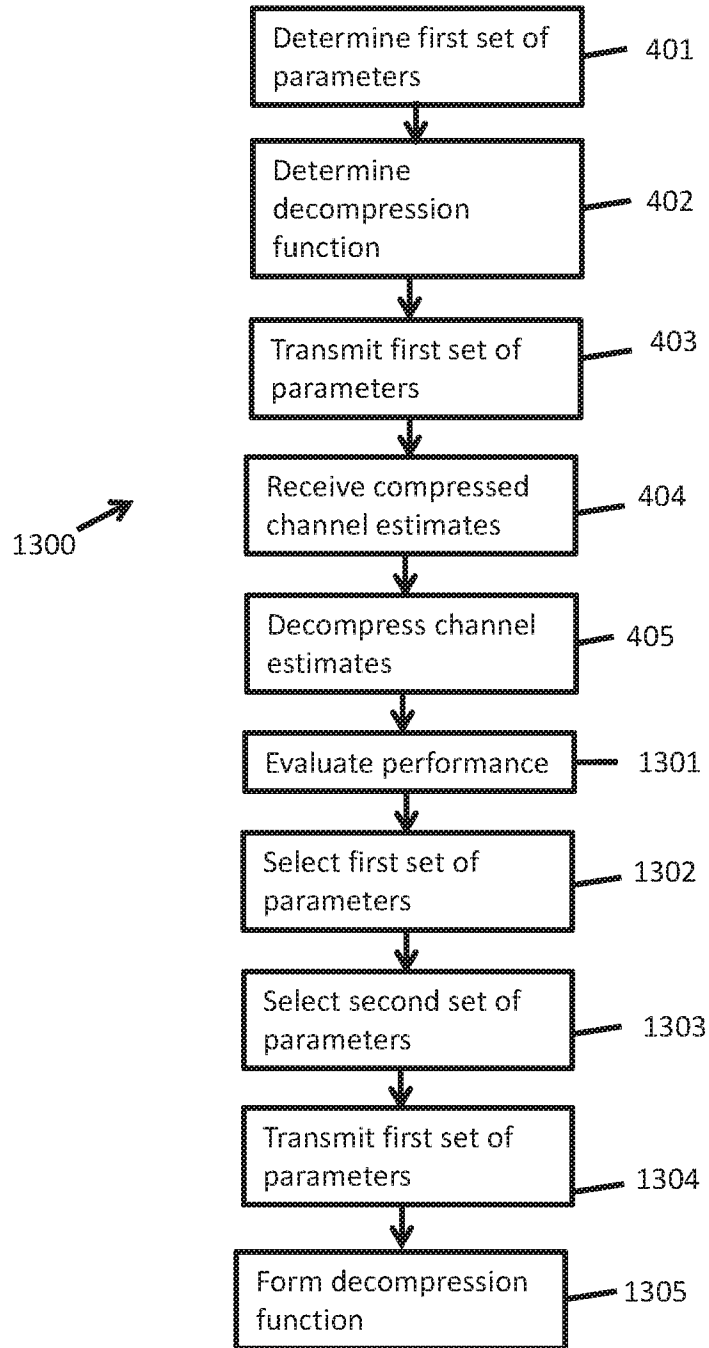 Determine first set of
parameters
401
Determine
decompression
function
402
Transmit first set of
parameters
403
Receive compressed
channel estimates
404
1300
Decompress channel
estimates
405
Evaluate performance
1301
Select first set of
parameters
1302
Select second set of
parameters
1303
Transmit first set of
parameters
1304
Form decompression
function
1305